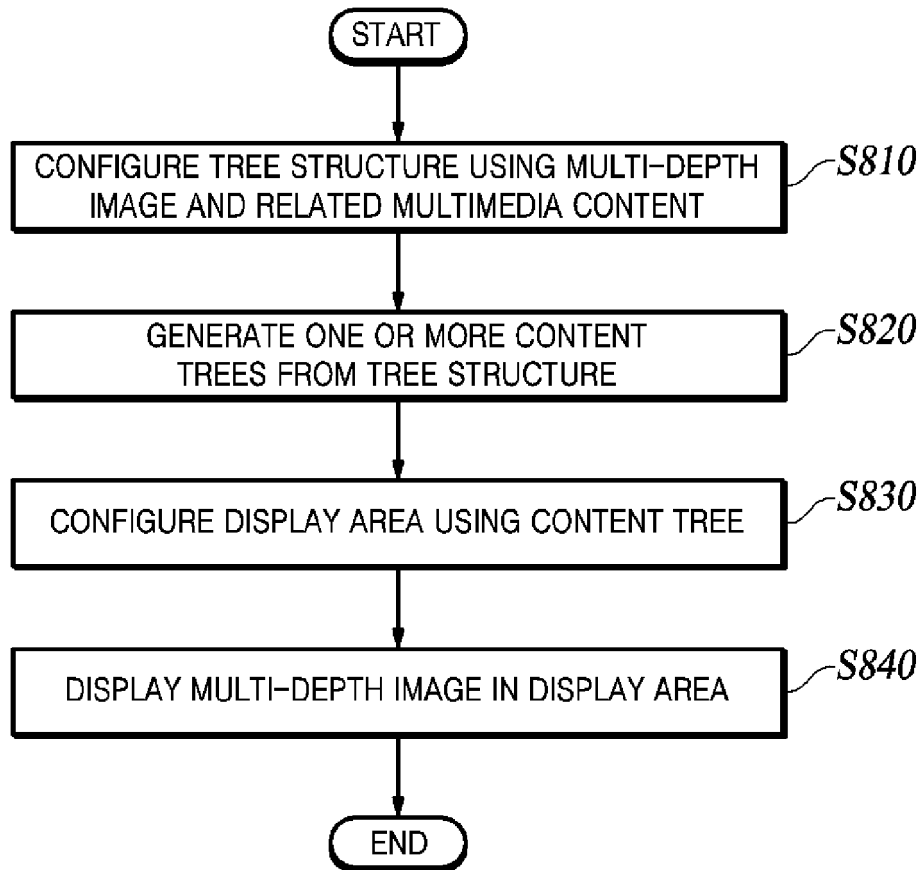 START
CONFIGURE TREE STRUCTURE USING MULTI-DEPTH
IMAGE AND RELATED MULTIMEDIA CONTENT
S810
GENERATE ONE OR MORE CONTENT
TREES FROM TREE STRUCTURE
S820
CONFIGURE DISPLAY AREA USING CONTENT TREE
S830
DISPLAY MULTI-DEPTH IMAGE IN DISPLAY AREA
S840
END